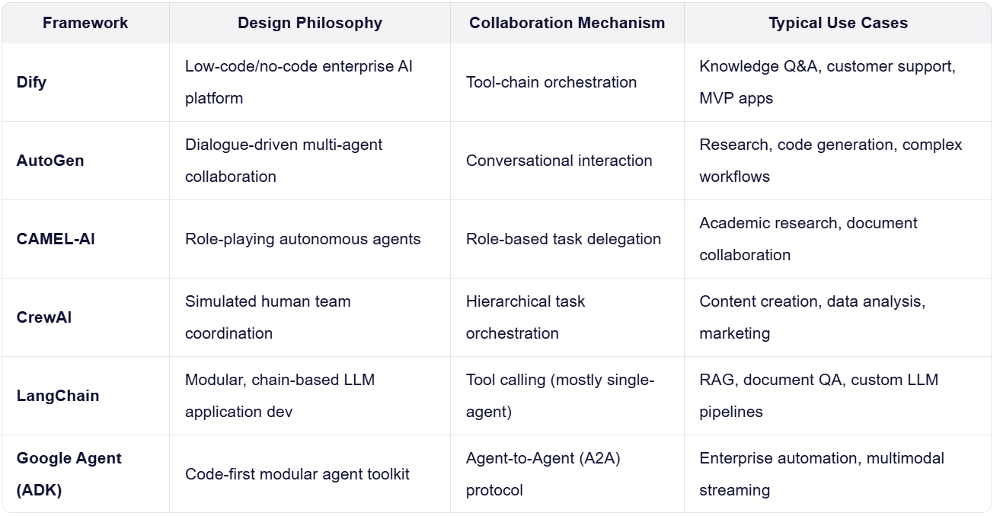 Framework Design Philosophy Collaboration Mechanism Typical Use Cases
Dify
Low-code/no-code enterprise AI
platform
Tool-chain orchestration
Knowledge Q&A, customer support,
MVP apps
AutoGen
Dialogue-driven multi-agent
collaboration
Conversational interaction
Research, code generation, complex
workflows
CAMEL-AI
Role-playing autonomous agents
Role-based task delegation
Academic research, document
collaboration
CrewAI
Simulated human team
coordination
Hierarchical task
orchestration
Content creation, data analysis,
marketing
LangChain
Modular, chain-based LLM
application dev
Tool calling (mostly single-
agent)
RAG, document QA, custom LLM
pipelines
Google Agent
(ADK)
Code-first modular agent toolkit
Agent-to-Agent (A2A)
protocol
Enterprise automation, multimodal
streaming